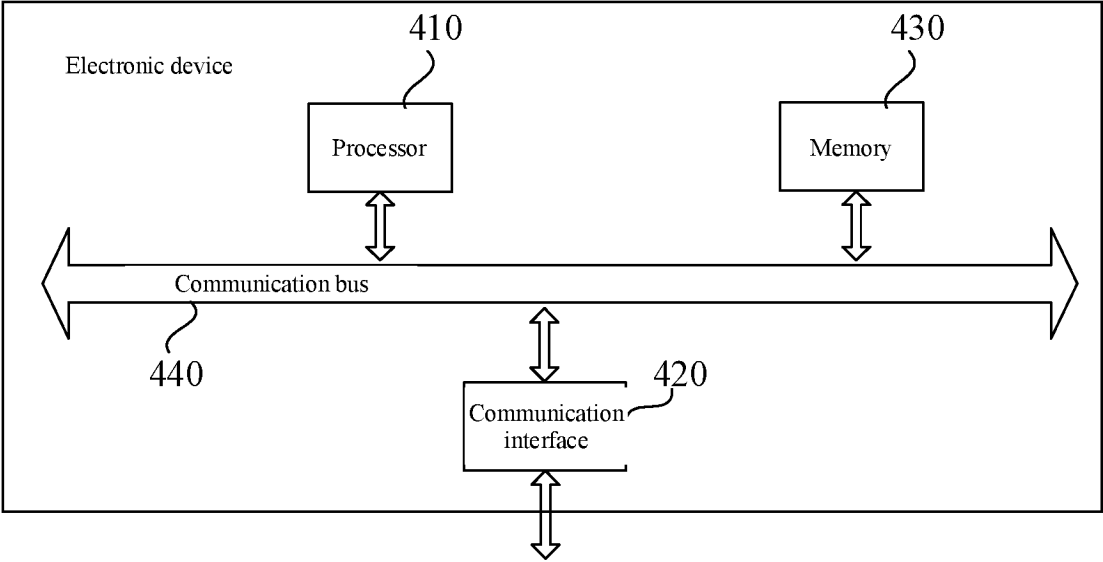 410
430
Electronic device
Processor
Memory
Communication bus
440
420
Communication
interface